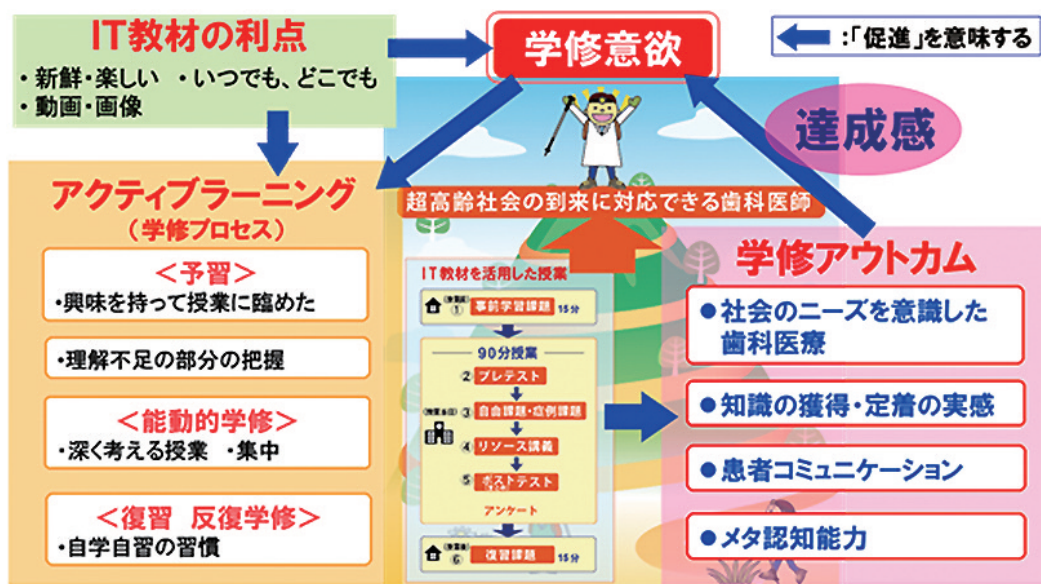 IT教材の利点
・新鮮・楽しい ・いつでも、どこでも
・動画・画像
学修意欲
:「促進」を意味する
達成感
アクティブラーニング
(学修プロセス)
<予習>
・興味を持って授業に臨めた
・理解不足の部分の把握
<能動的学修>
・深く考える授業 ・集中
<復習 反復学修>
・自学自習の習慣
超高齢社会の到来に対応できる歯科医師
IT教材を活用した授業
(授業前)
① 事前学習課題 15分
90分授業
② プレテスト
(授業当日)
③ 自由課題・症例課題
④ リソース講義
⑤ ポストテスト
アンケート
(授業後)
⑥ 復習課題 15分
学修アウトカム
●社会のニーズを意識した
歯科医療
●知識の獲得・定着の実感
●患者コミュニケーション
●メタ認知能力